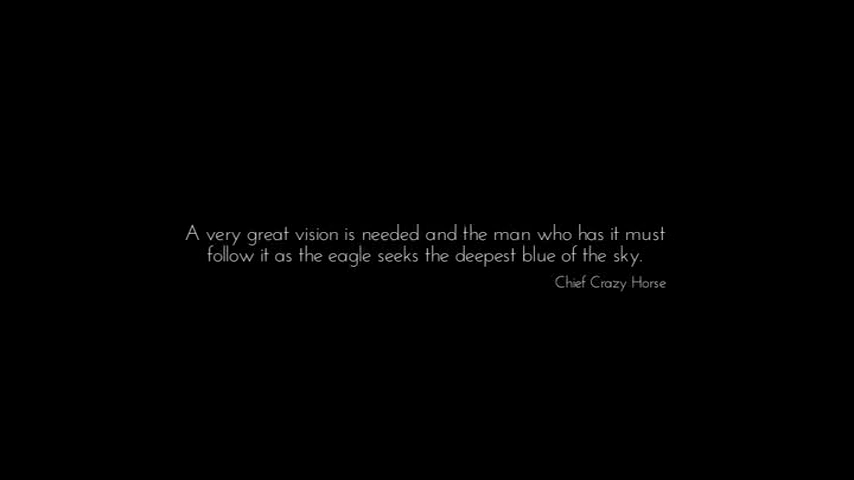 A very great vision is needed and the man who has it must
follow it as the eagle seeks the deepest blue of the sky.
Chief Crazy Horse